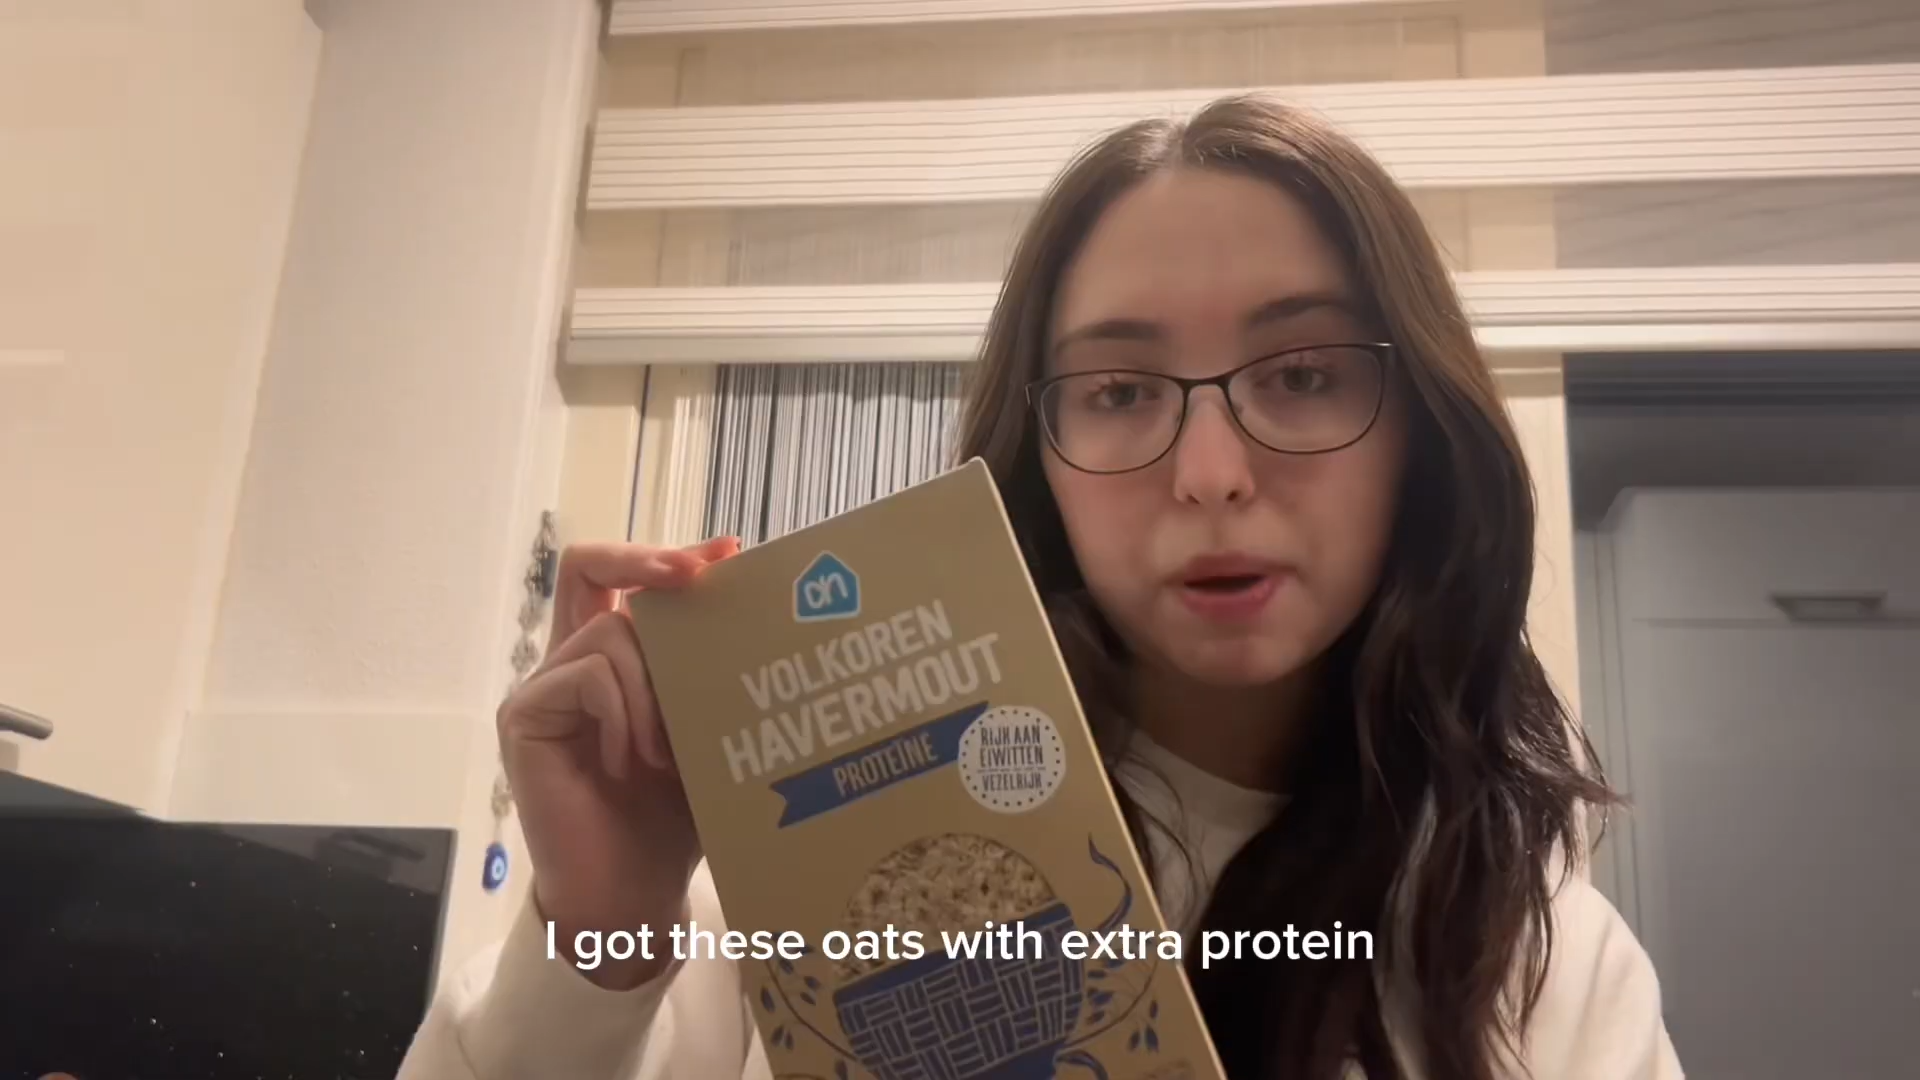 ah
VOLKOREN
HAVERMOUT
PROTEÏNE
RIJK AAN
EIWITTEN
VEZELRIJK
I got these oats with extra protein